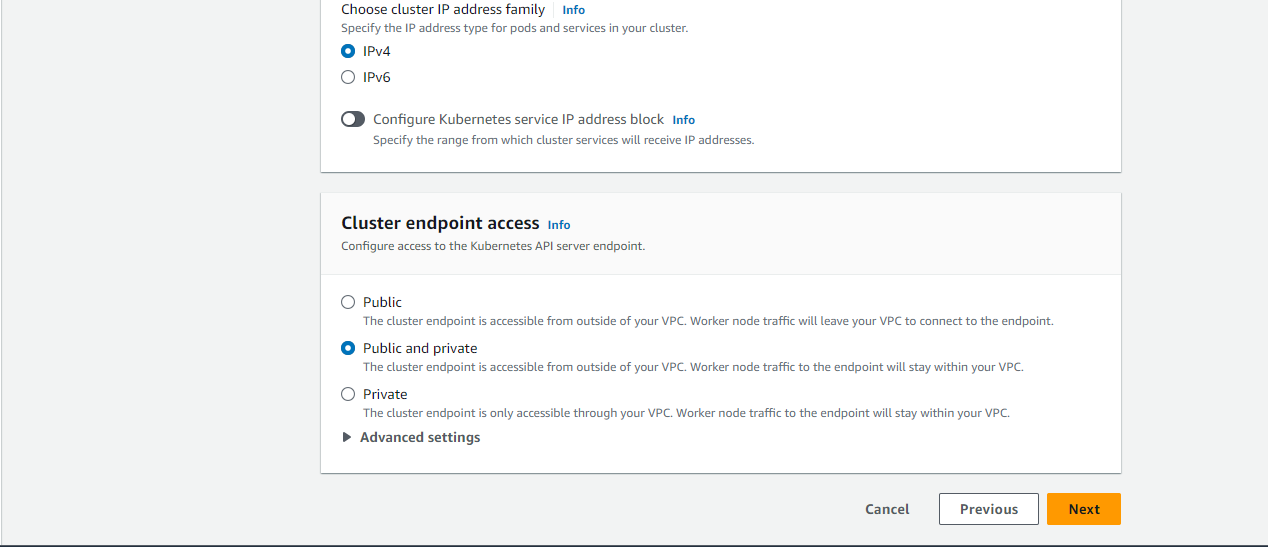 Choose cluster IP address family Info
Specify the IP address type for pods and services in your cluster.
IPv4
IPv6
Configure Kubernetes service IP address block Info
Specify the range from which cluster services will receive IP addresses.
Cluster endpoint access Info
Configure access to the Kubernetes API server endpoint.
Public
The cluster endpoint is accessible from outside of your VPC. Worker node traffic will leave your VPC to connect to the endpoint.
Public and private
The cluster endpoint is accessible from outside of your VPC. Worker node traffic to the endpoint will stay within your VPC.
Private
The cluster endpoint is only accessible through your VPC. Worker node traffic to the endpoint will stay within your VPC.
Advanced settings
Cancel Previous Next